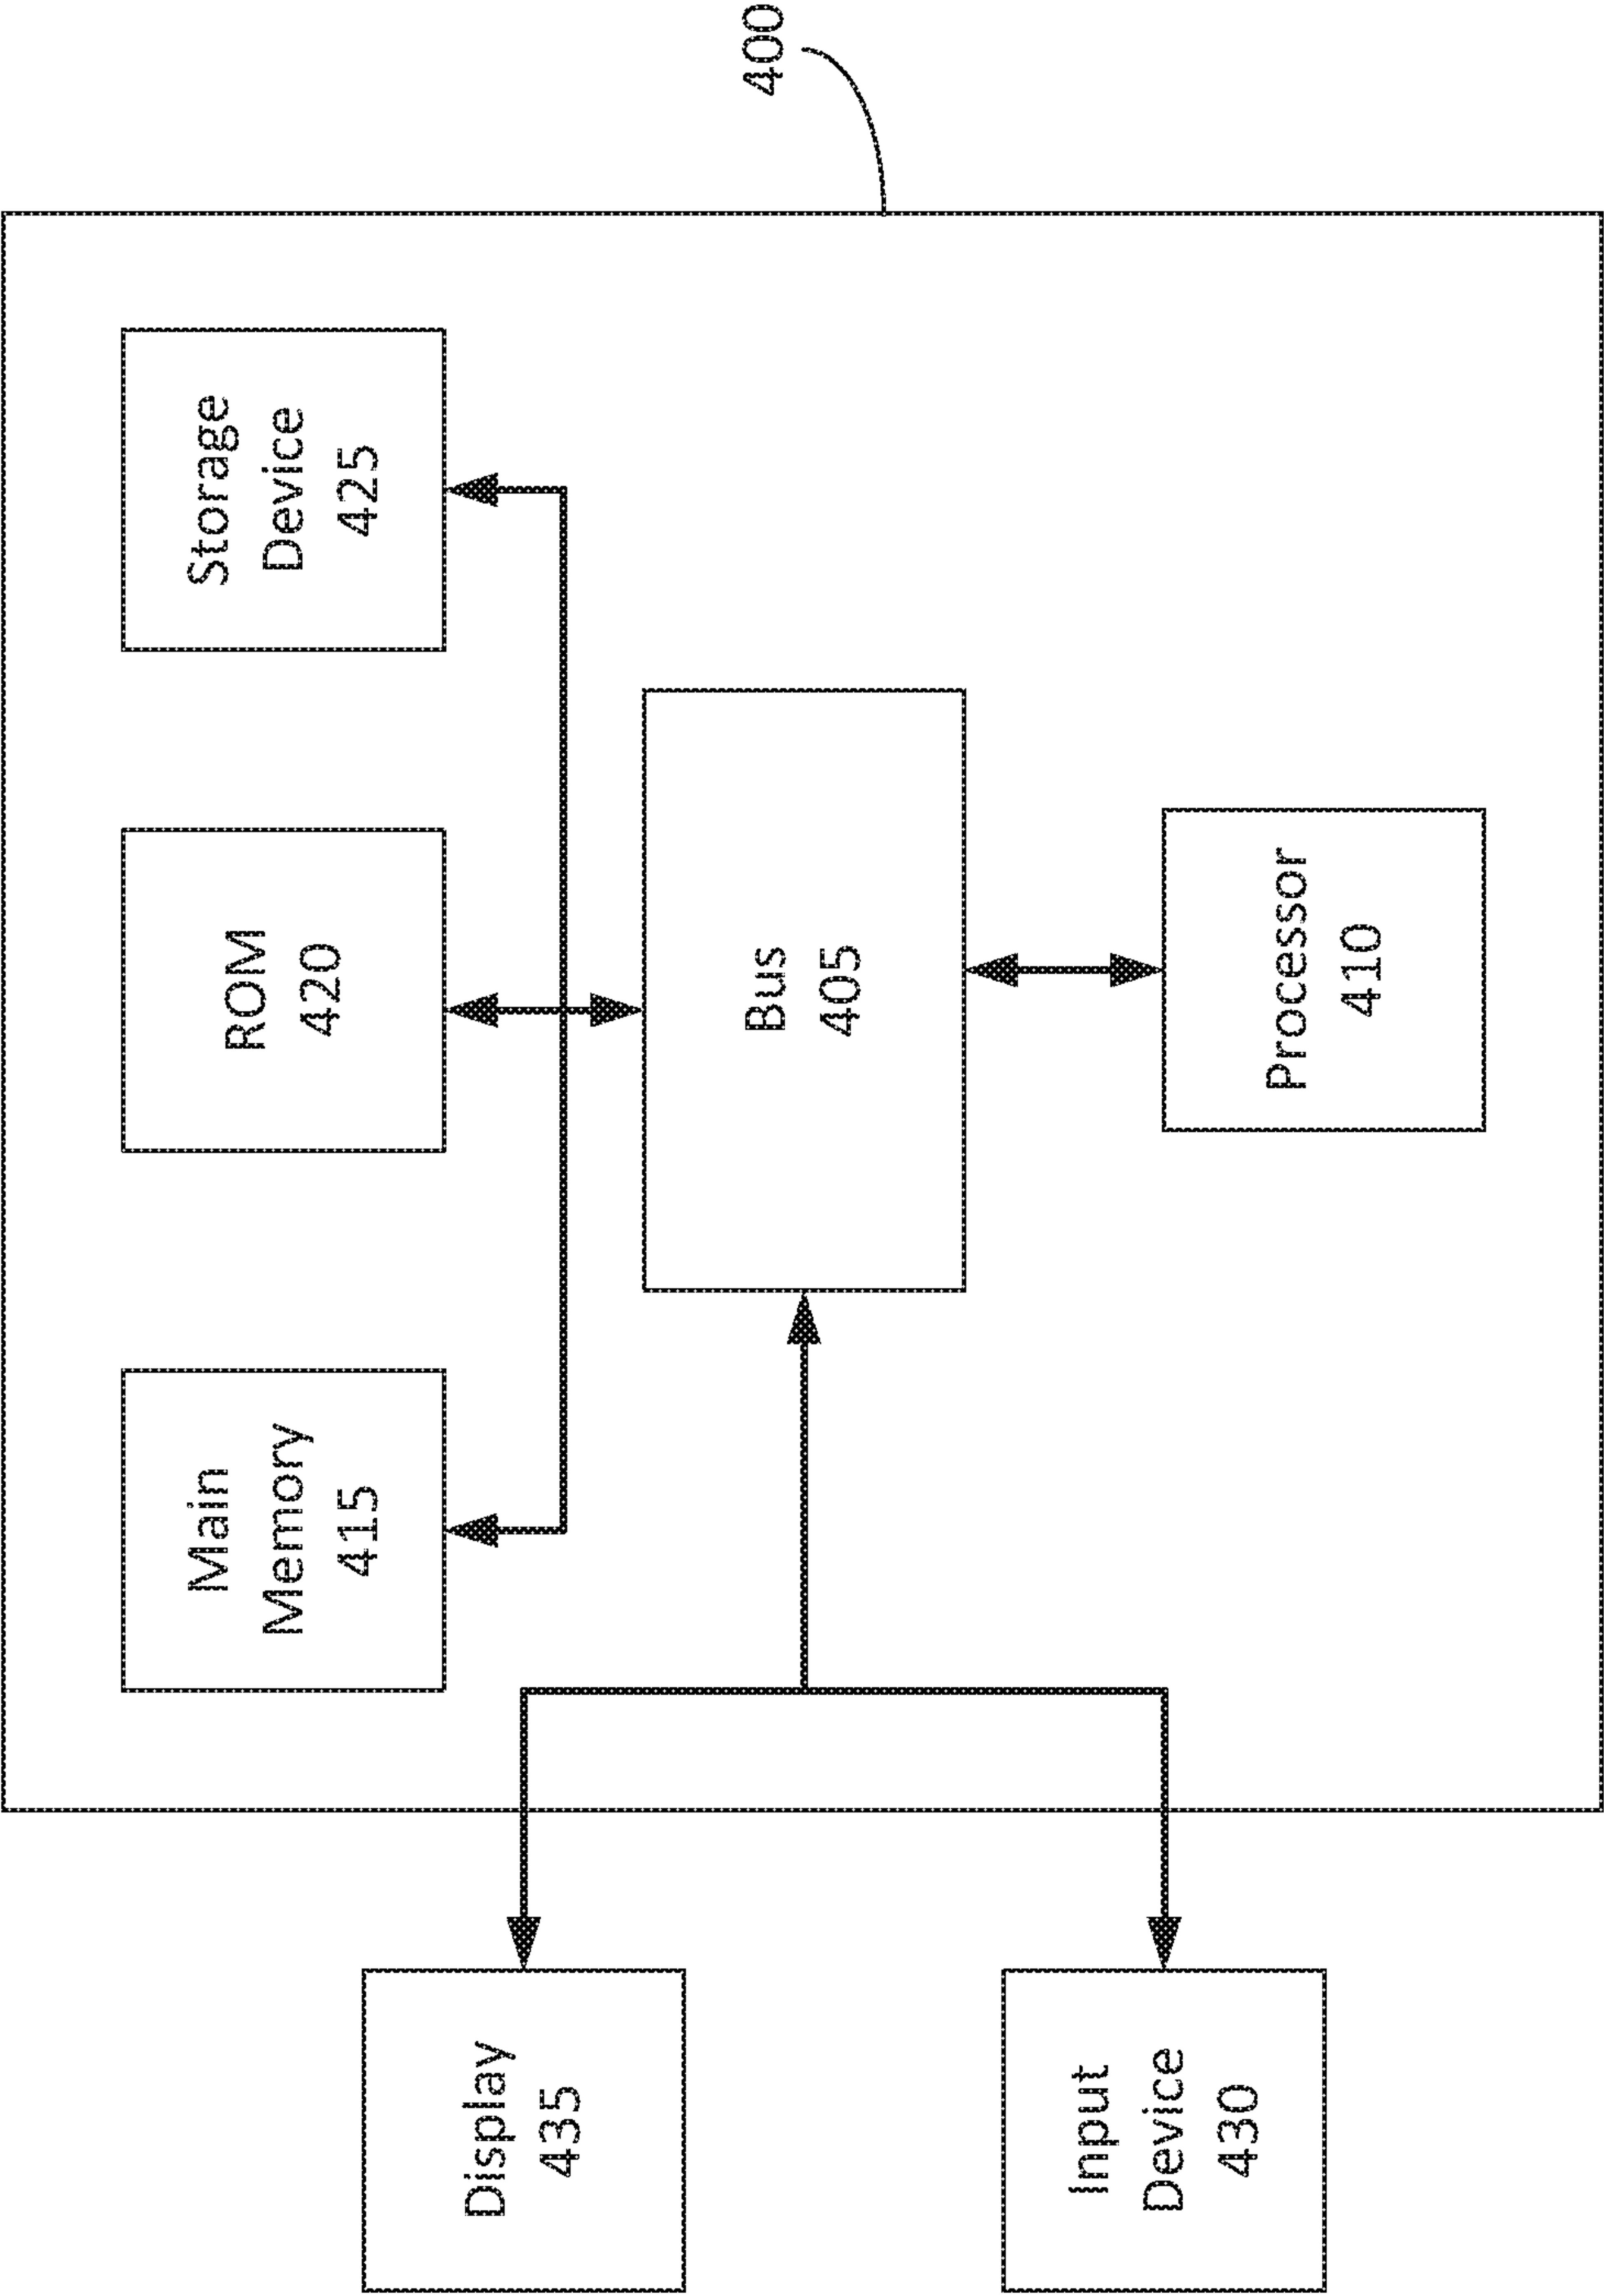 400
Main
Memory
415
ROM
420
Storage
Device
425
Display
435
Bus
405
Input
Device
430
Processor
410